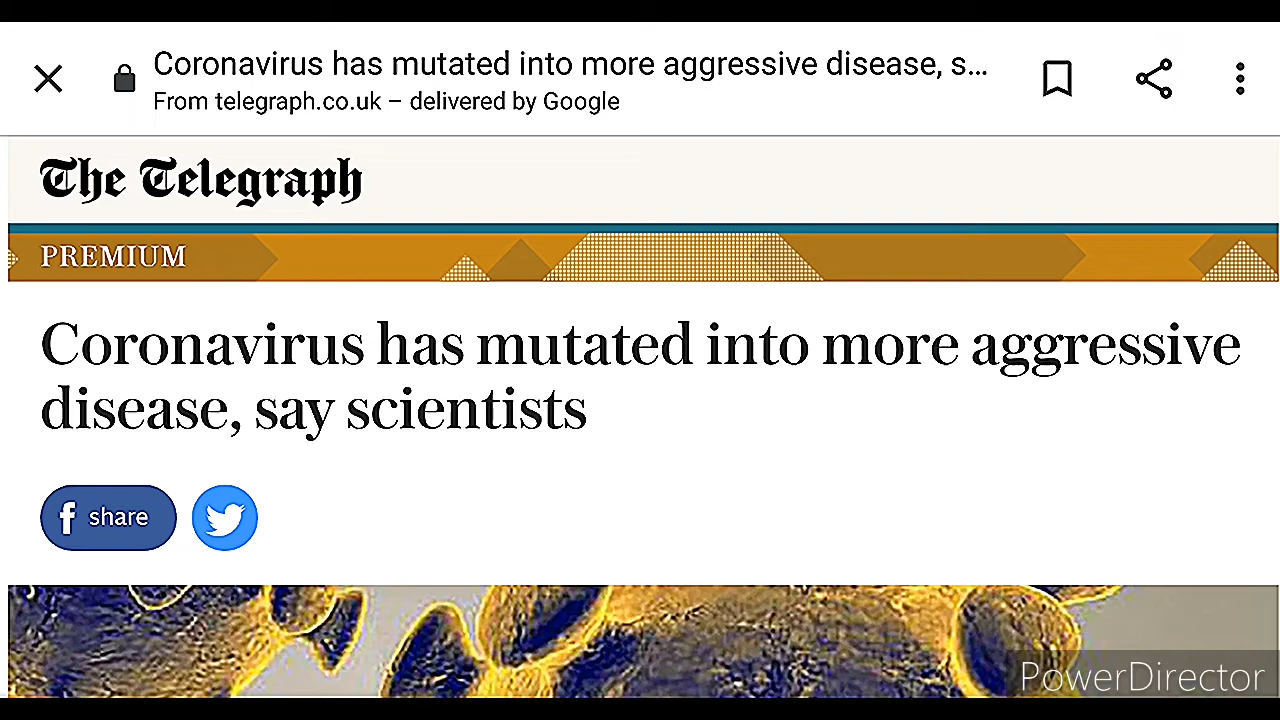 Coronavirus has mutated into more aggressive disease, s...
From telegraph.co.uk – delivered by Google
The Telegraph
PREMIUM
Coronavirus has mutated into more aggressive
disease, say scientists
f share
PowerDirector